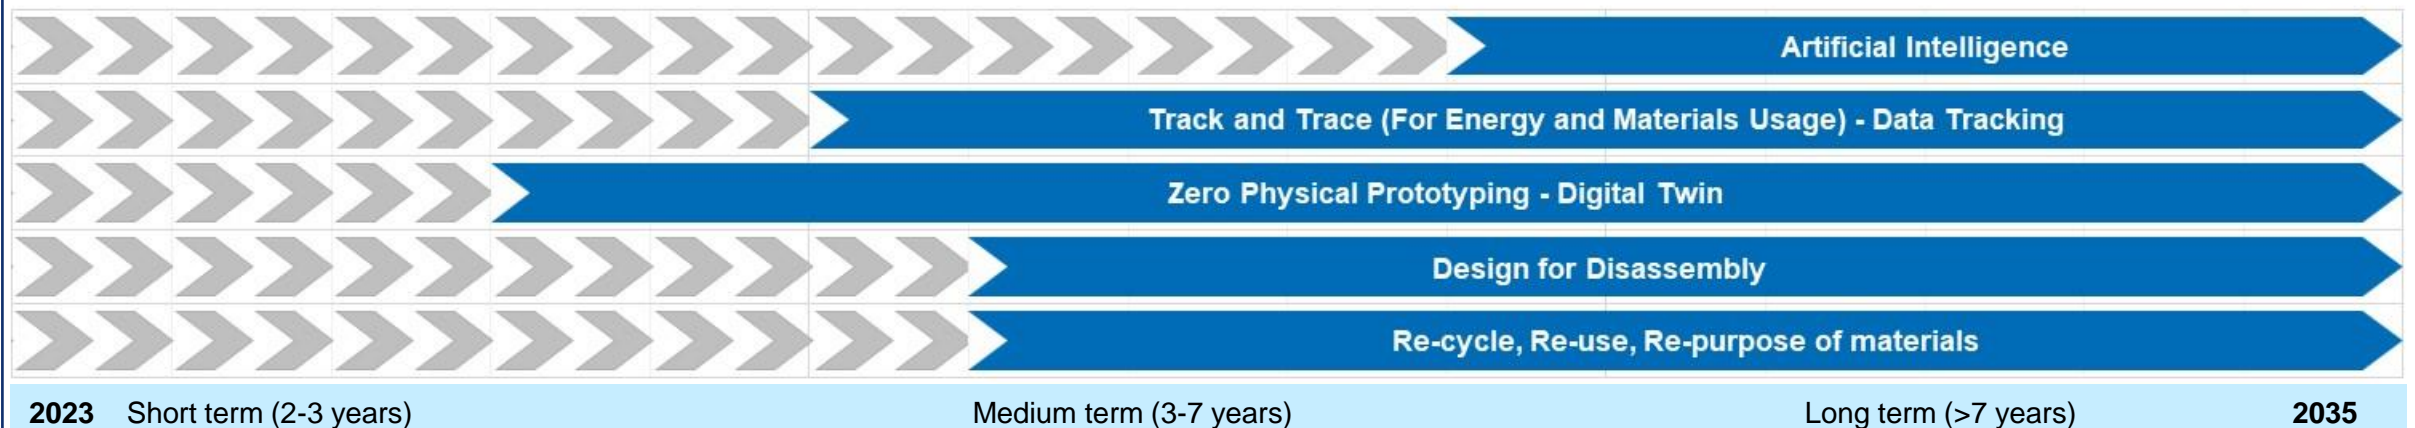 Artificial Intelligence
Track and Trace (For Energy and Materials Usage) - Data Tracking
Zero Physical Prototyping - Digital Twin
Design for Disassembly
Re-cycle, Re-use, Re-purpose of materials
2023 Short term (2-3 years) Medium term (3-7 years) Long term (>7 years) 2035